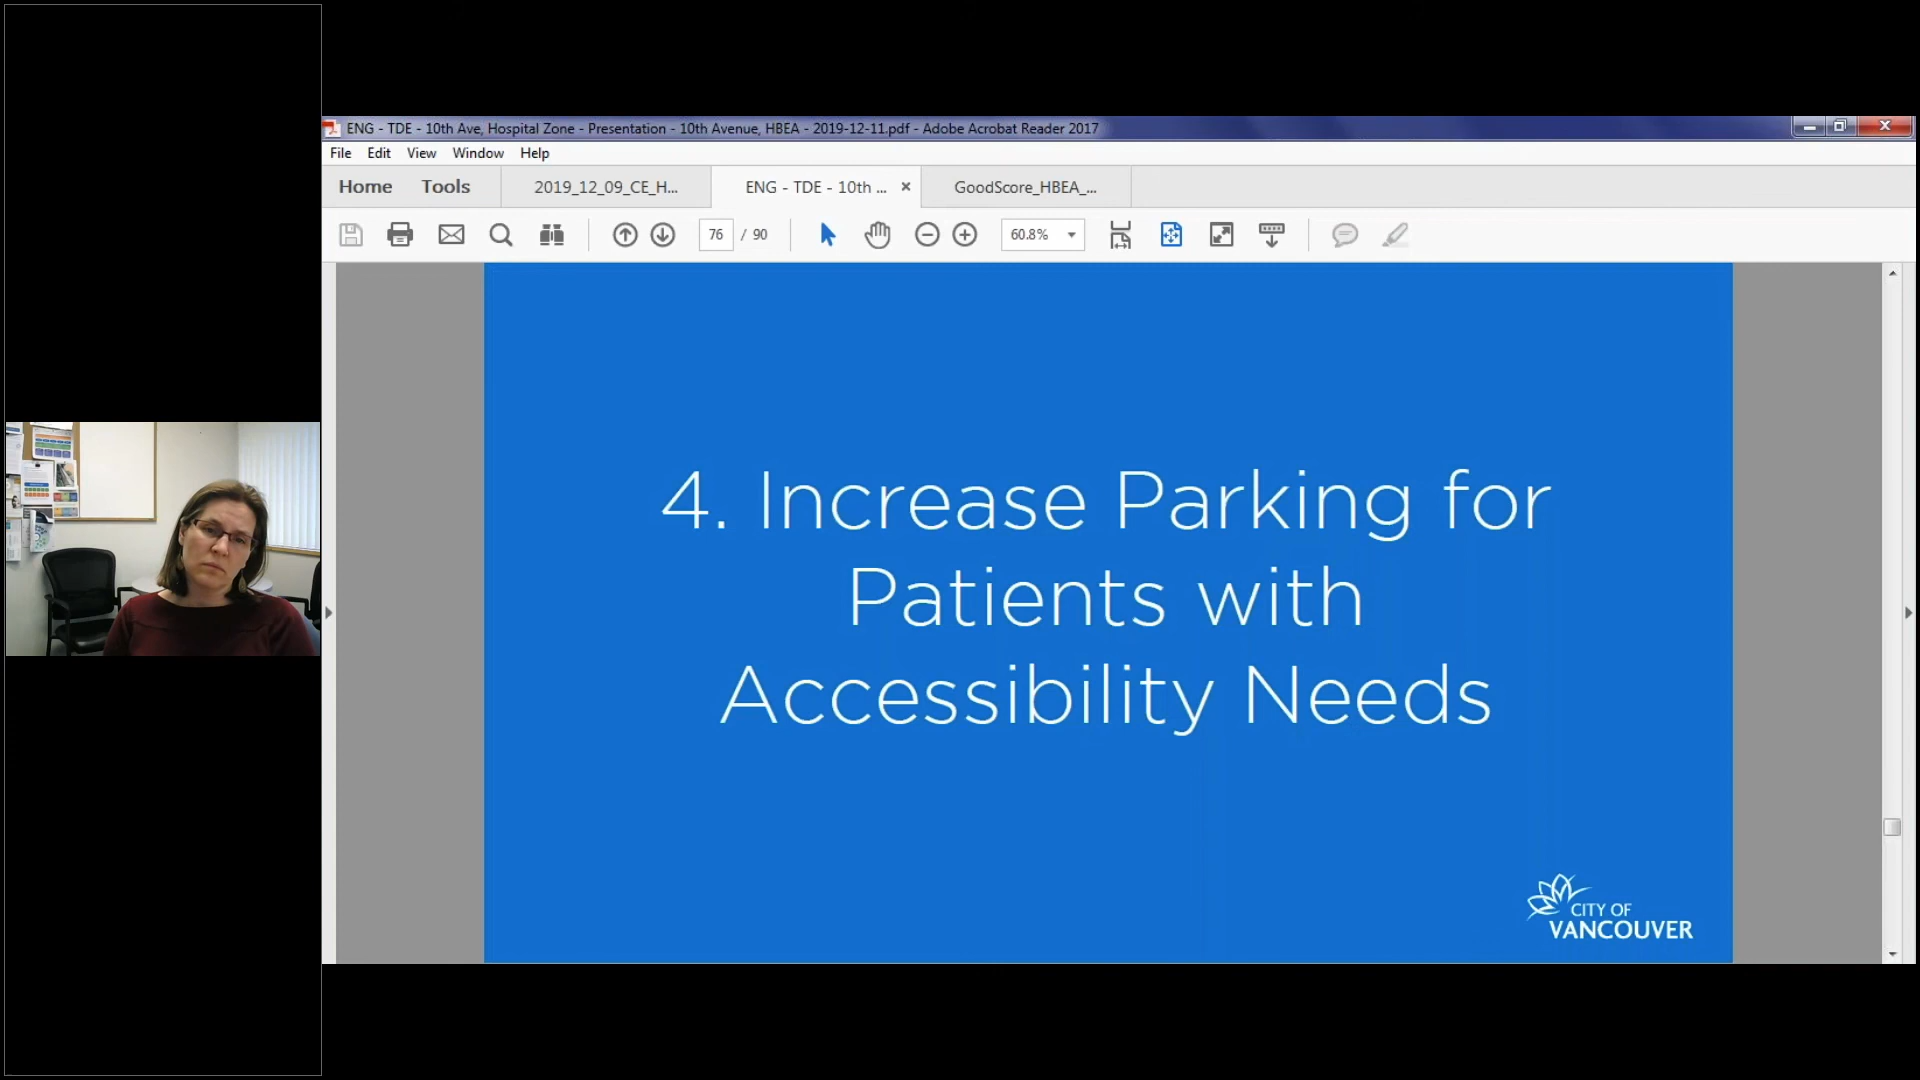 ENG - TDE - 10th Ave, Hospital Zone - Presentation - 10th Avenue, HBEA - 2019-12-11.pdf - Adobe Acrobat Reader 2017
File Edit View Window Help
Home Tools 2019_12_09_CE_H... ENG - TDE - 10th ... GoodScore_HBEA_...
76 / 90 60.8%
4. Increase Parking for
Patients with
Accessibility Needs
CITY OF
VANCOUVER